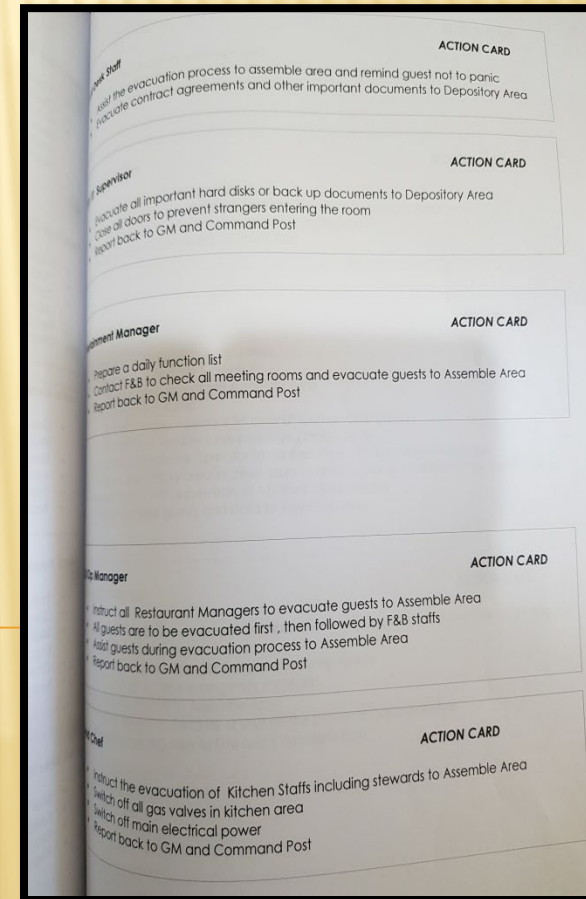 ACTION CARD
Desk Staff
Assist the evacuation process to assemble area and remind guest not to panic
Evacuate contract agreements and other important documents to Depository Area
ACTION CARD
IT Supervisor
Evacuate all important hard disks or back up documents to Depository Area
Close all doors to prevent strangers entering the room
Report back to GM and Command Post
ACTION CARD
Manager
Prepare a daily function list
Contact F&B to check all meeting rooms and evacuate guests to Assemble Area
Report back to GM and Command Post
ACTION CARD
Manager
Instruct all Restaurant Managers to evacuate guests to Assemble Area
All guests are to be evacuated first , then followed by F&B staffs
Assist guests during evacuation process to Assemble Area
Report back to GM and Command Post
ACTION CARD
Chef
Instruct the evacuation of Kitchen Staffs including stewards to Assemble Area
Switch off all gas valves in kitchen area
Switch off main electrical power
Report back to GM and Command Post